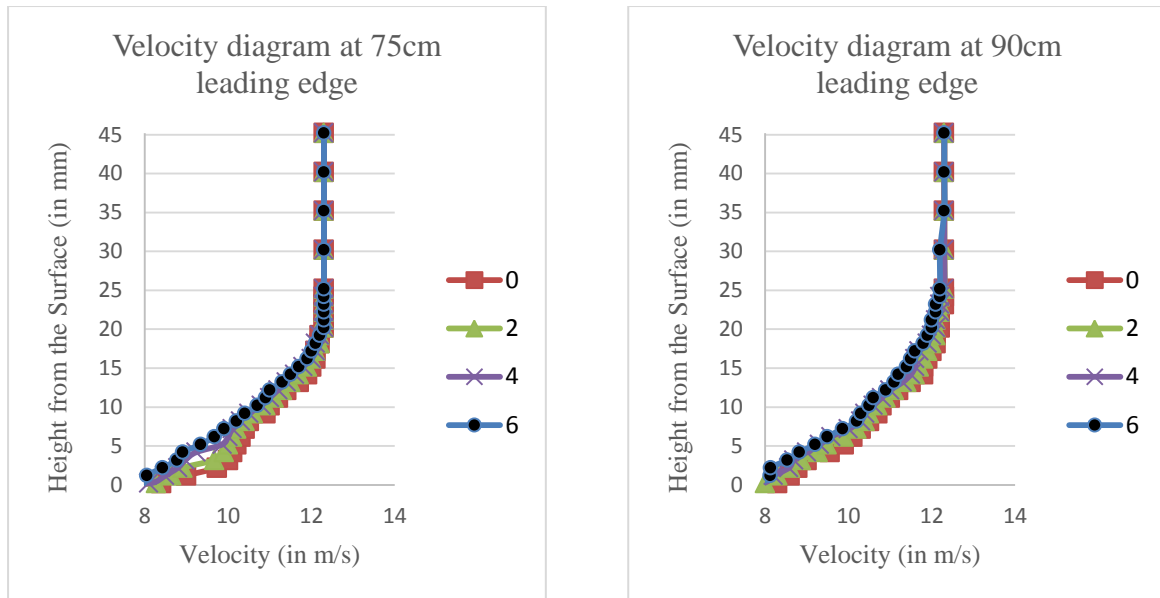 Velocity diagram at 75cm
leading edge
Height from the Surface (in mm)
45
40
35
30
25
20
15
10
5
0
8 10 12 14
Velocity (in m/s)
0
2
4
6
Velocity diagram at 90cm
leading edge
Height from the Surface (in mm)
45
40
35
30
25
20
15
10
5
0
8 10 12 14
Velocity (in m/s)
0
2
4
6